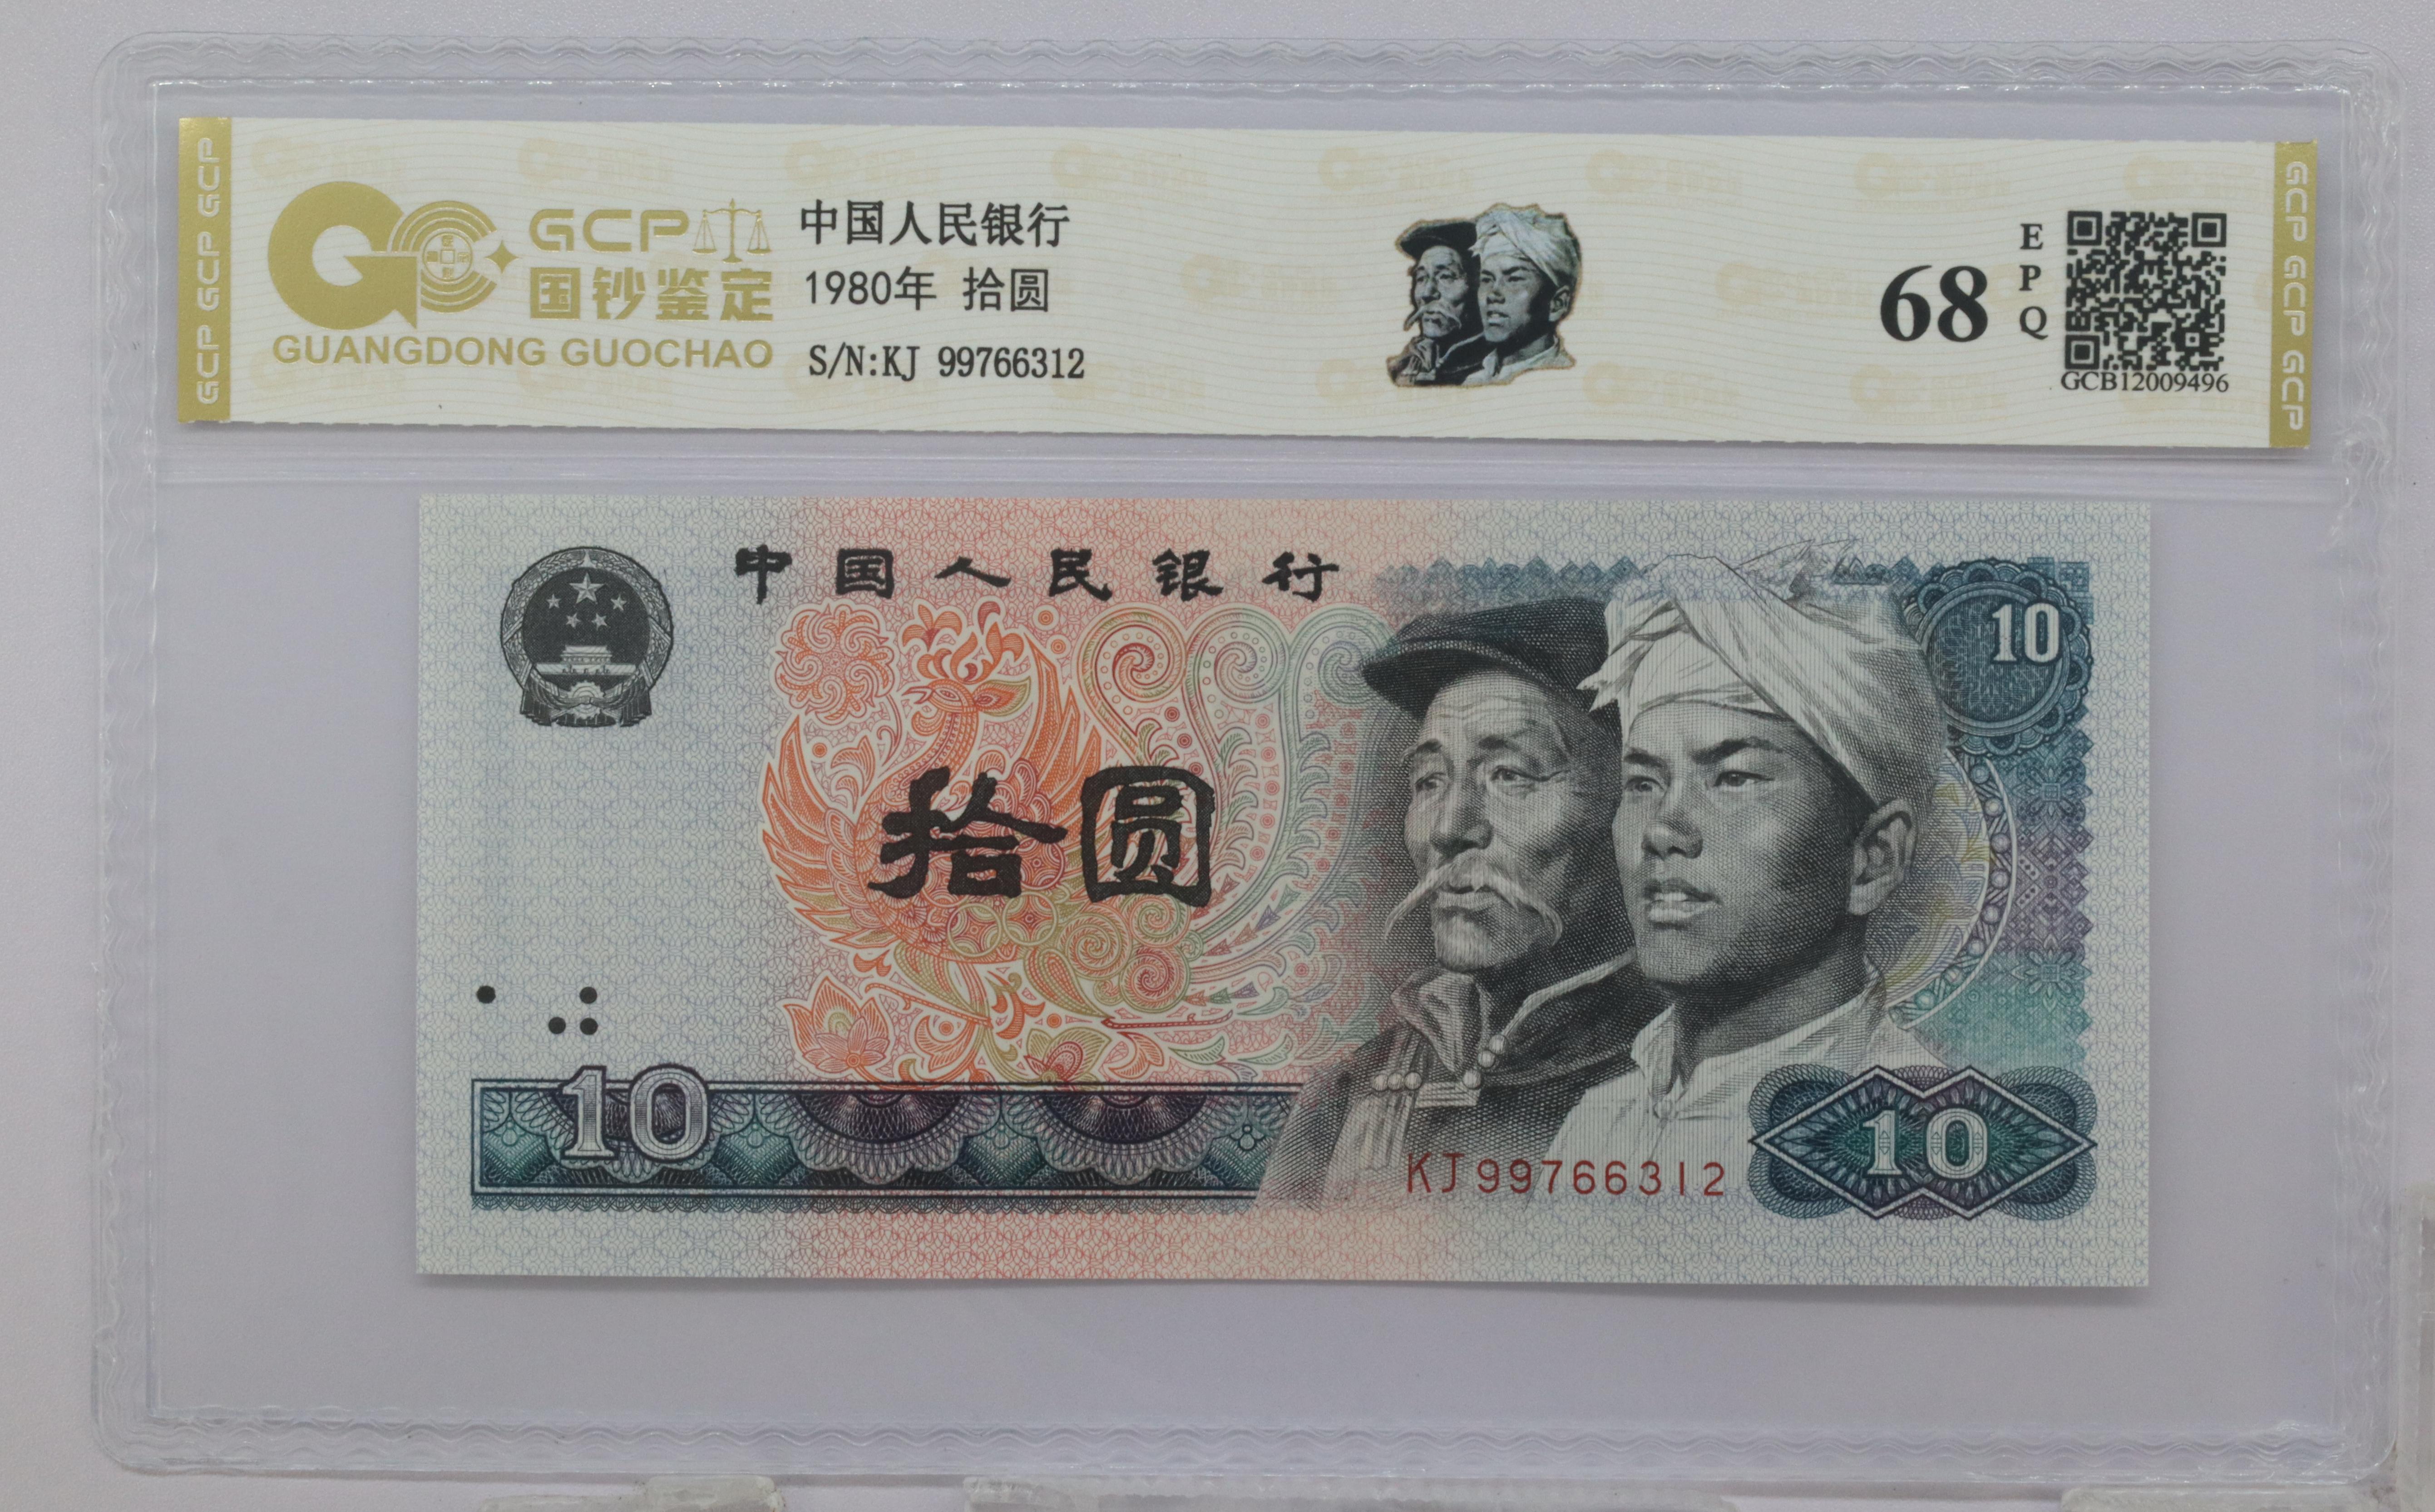 GCP GCP GCP
GCP
国钞鉴定
GUANGDONG GUOCHAO
中国人民银行
1980年 拾圆
S/N:KJ 99766312
68
EPQ
GCB12009496
GCP GCP GCP
中国人民银行
10
拾圆
10
KJ99766312
10